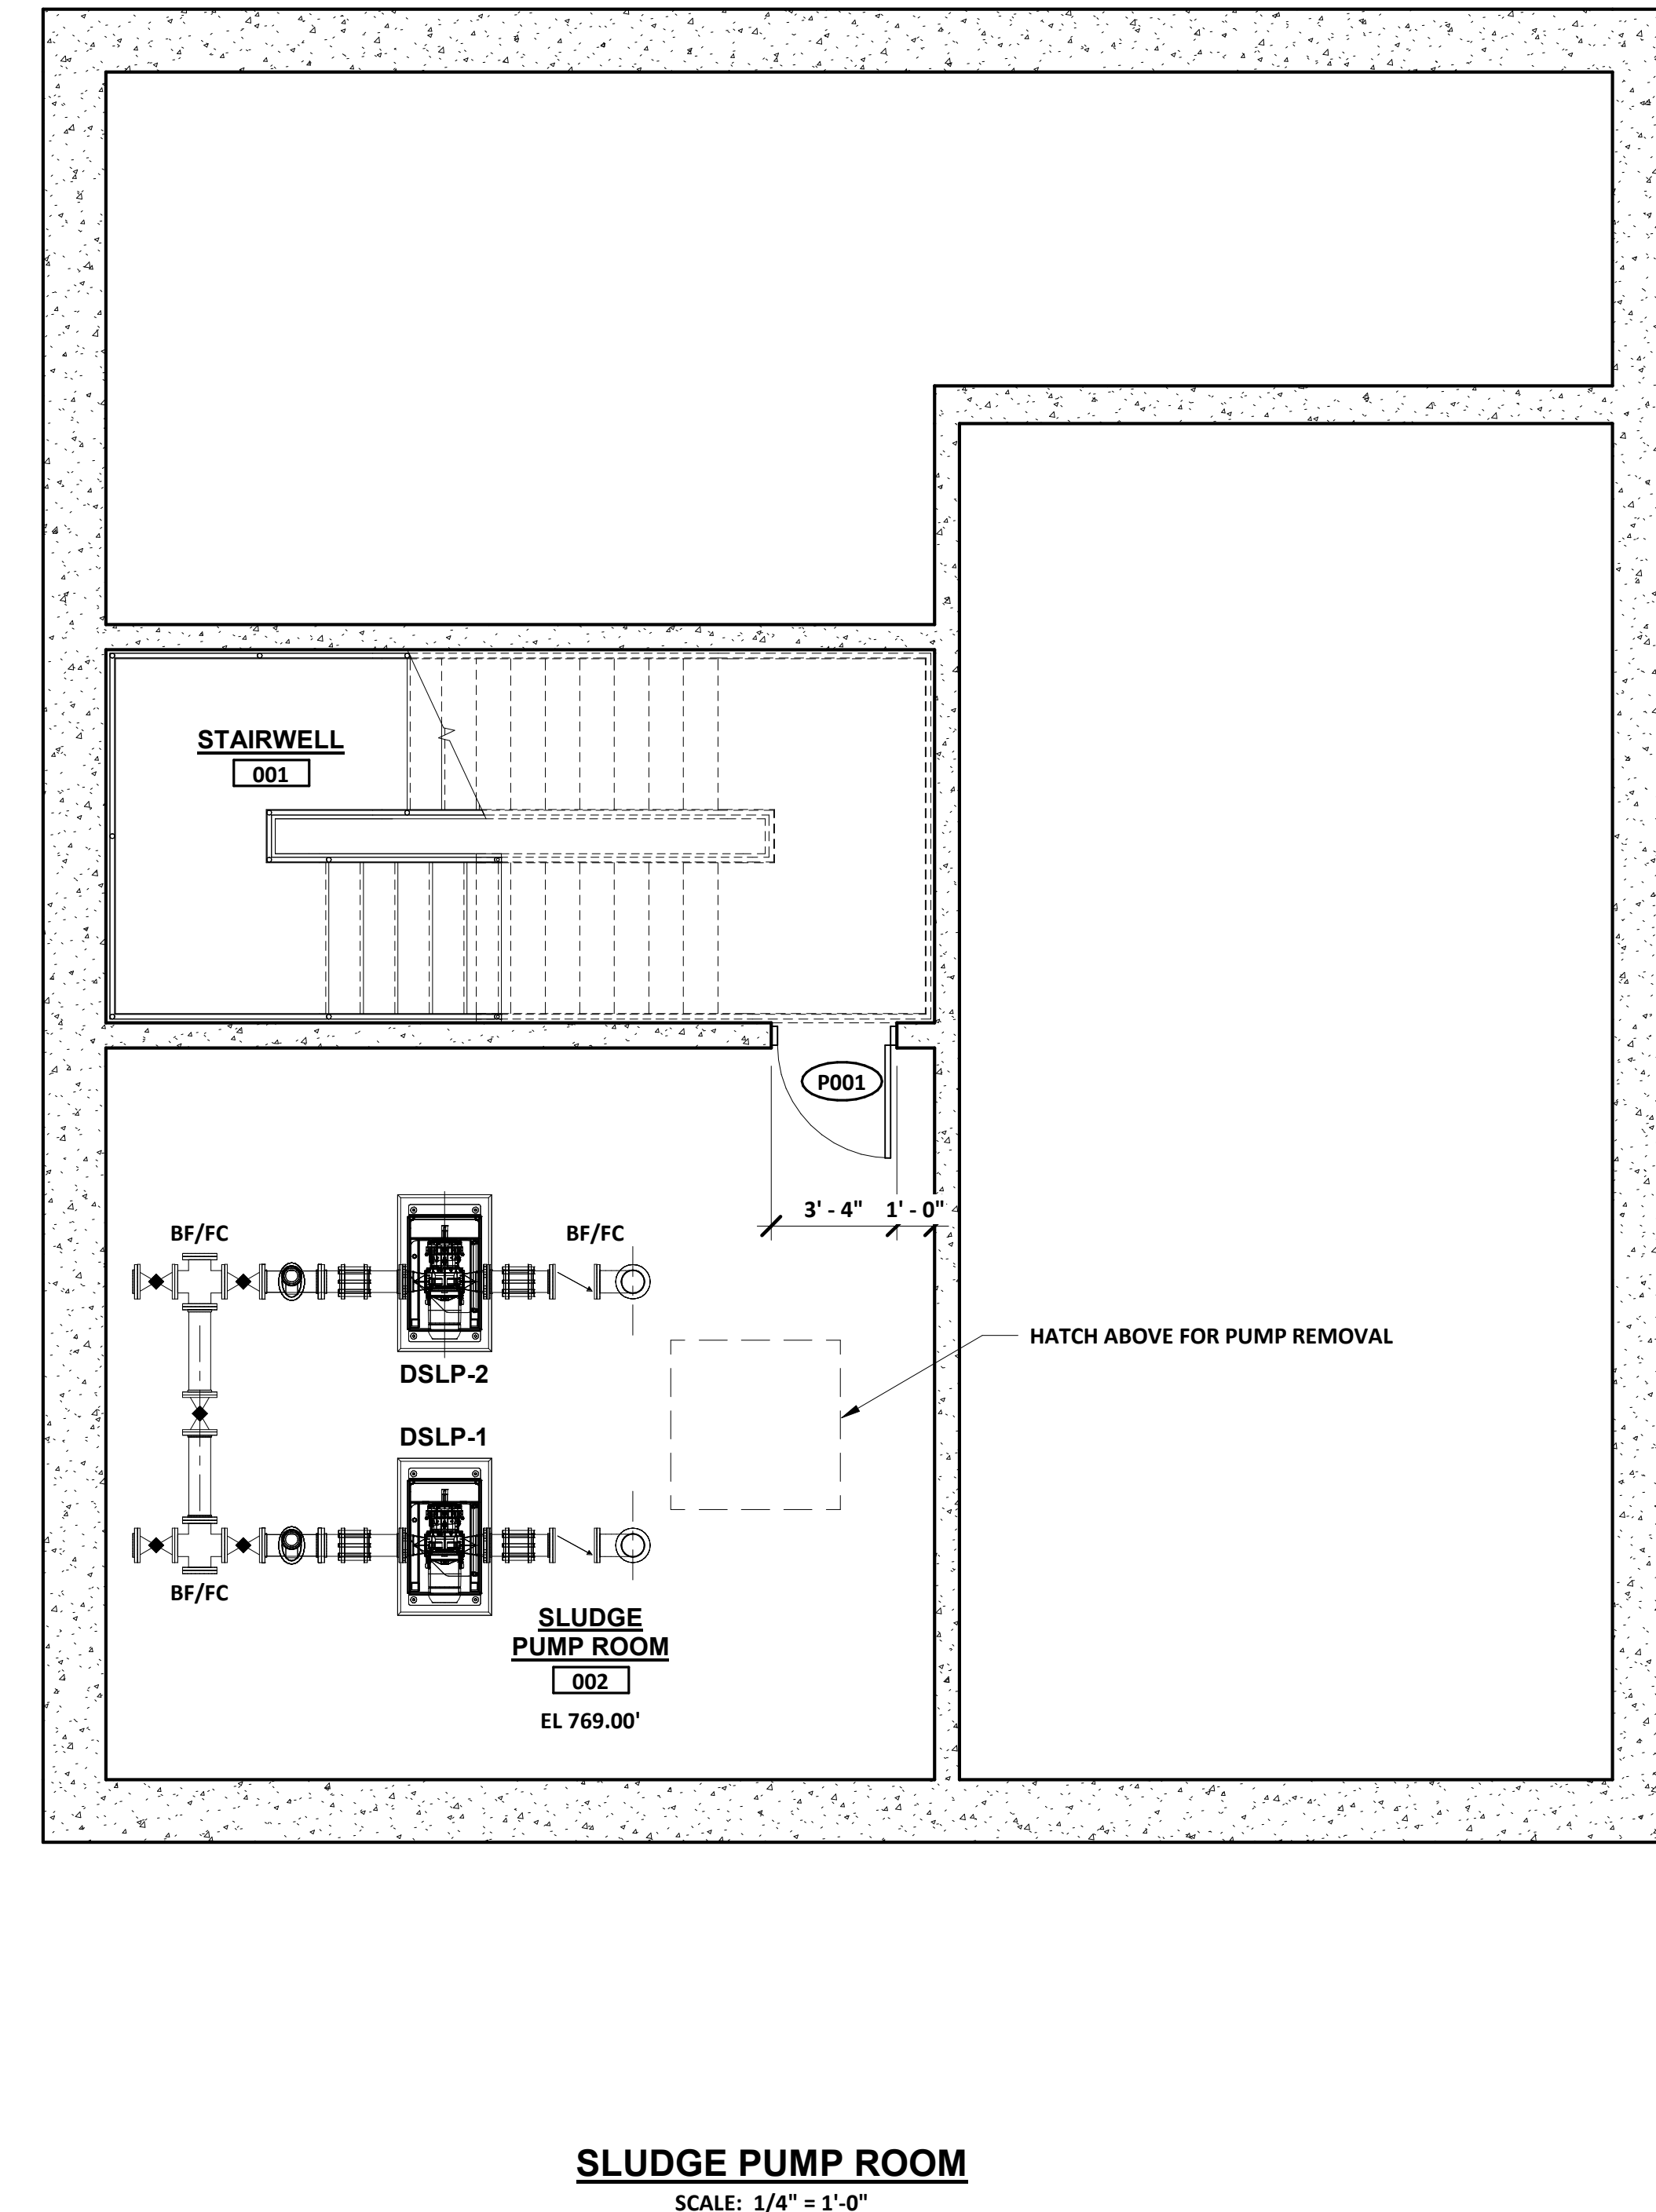 STAIRWELL
001
P001
3' - 4" 1' - 0"
BF/FC
BF/FC
HATCH ABOVE FOR PUMP REMOVAL
DSLP-2
DSLP-1
BF/FC
SLUDGE
PUMP ROOM
002
EL 769.00'
SLUDGE PUMP ROOM
SCALE: 1/4" = 1'-0"